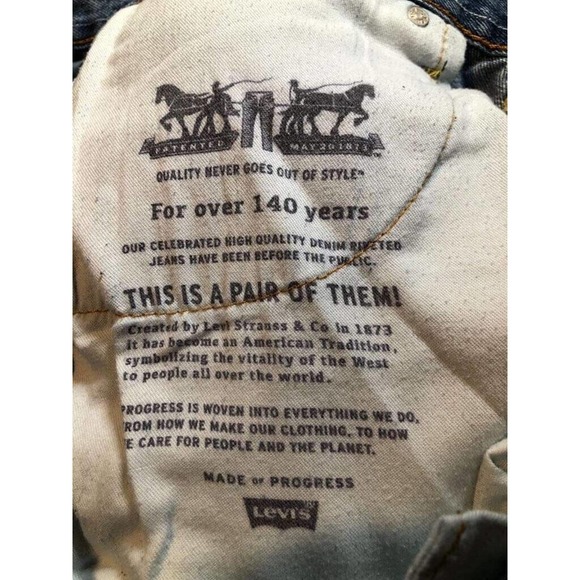 PATENTED MAY 20 1873
QUALITY NEVER GOES OUT OF STYLE™
For over 140 years
OUR CELEBRATED HIGH QUALITY DENIM RIVETED
JEANS HAVE BEEN BEFORE THE PUBLIC.
THIS IS A PAIR OF THEM!
Created by Levi Strauss & Co in 1873
it has become an American Tradition,
symbolizing the vitality of the West
to people all over the world.
PROGRESS IS WOVEN INTO EVERYTHING WE DO,
FROM HOW WE MAKE OUR CLOTHING, TO HOW
WE CARE FOR PEOPLE AND THE PLANET.
MADE OF PROGRESS
LEVI'S